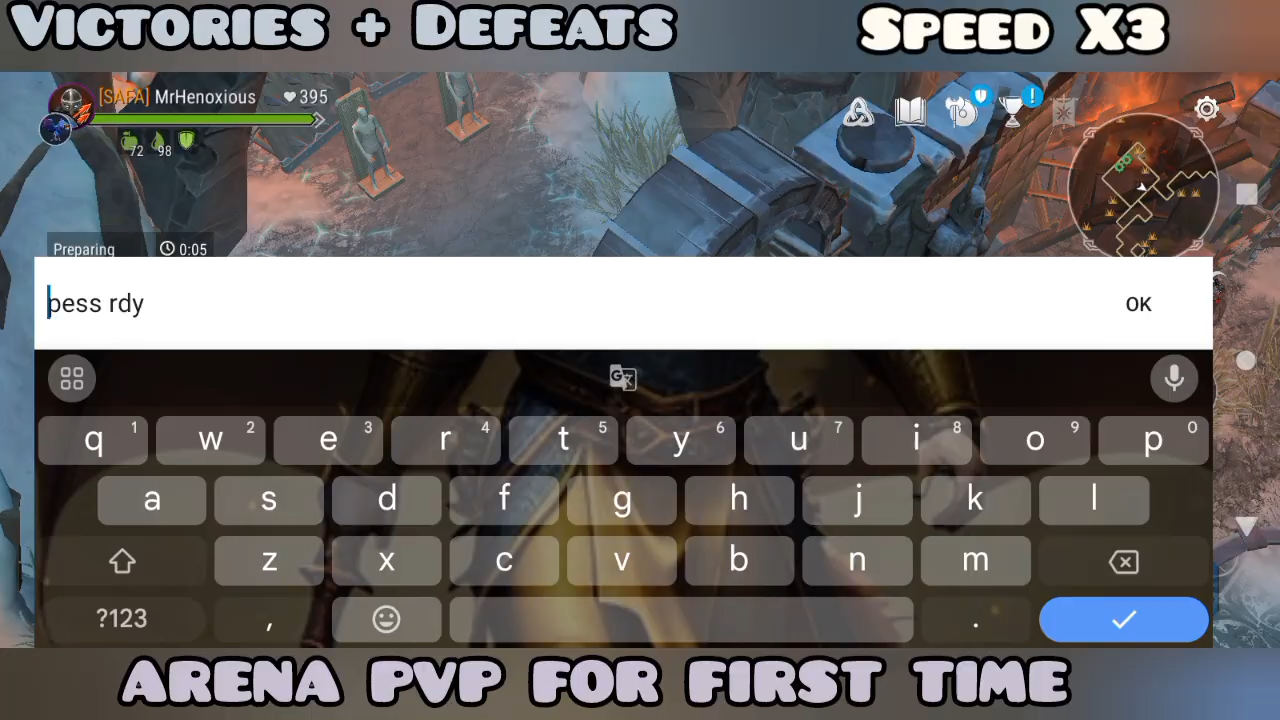 VICTORIES + DEFEATS
SPEED X3
[SAFA] MrHenoxious
395
72 98
Preparing 0:05
pess rdy
OK
q 1 w 2 e 3 r 4 t 5 y 6 u 7 i 8 o 9 p 0
a s d f g h j k l
z x c v b n m
?123 , .
ARENA PVP FOR FIRST TIME